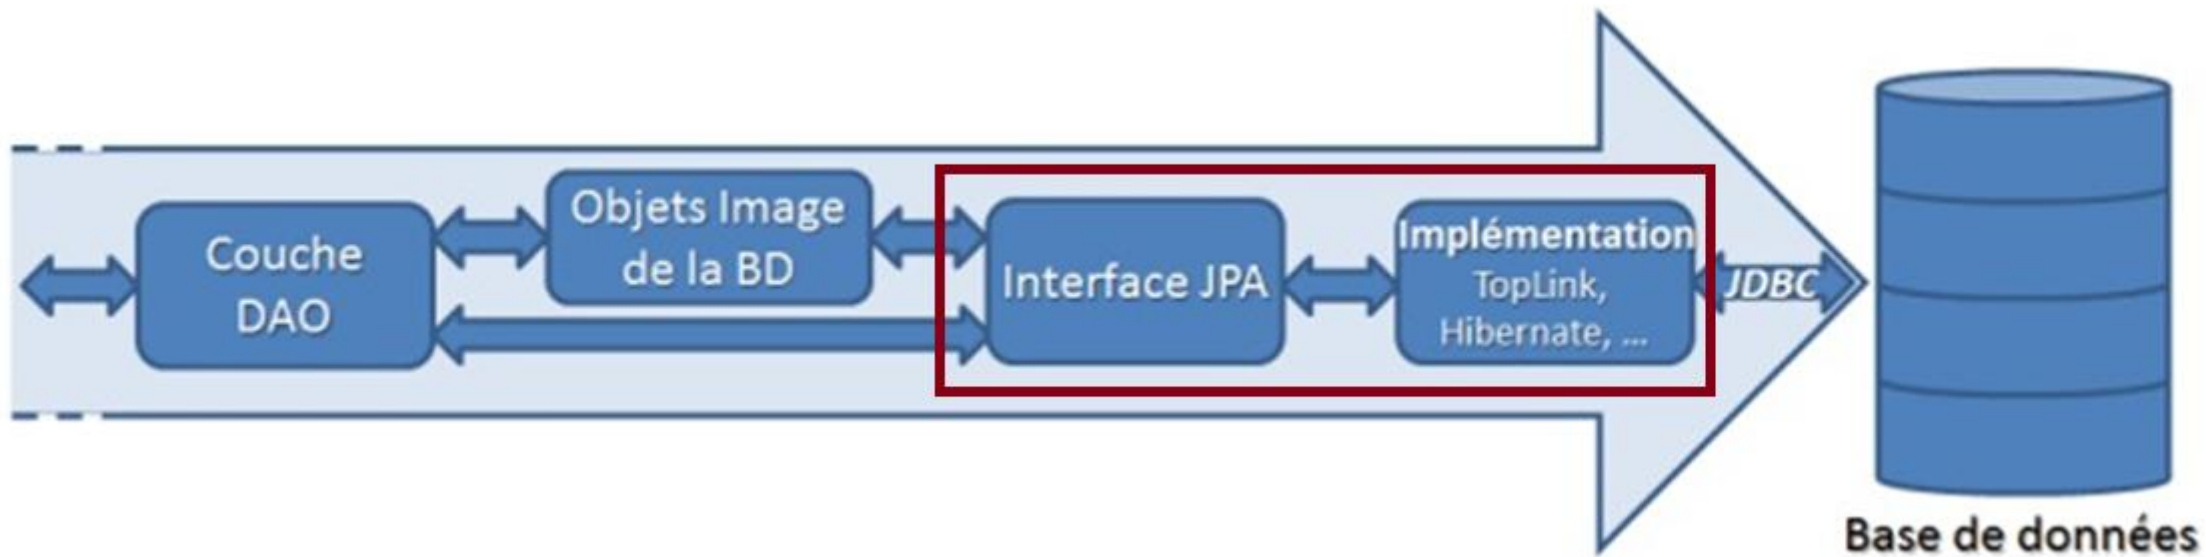 Couche
DAO
Objets Image
de la BD
Interface JPA
Implémentation
TopLink,
Hibernate, ...
JDBC
Base de données